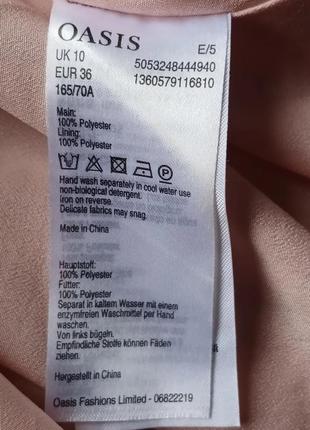 OASIS E/5
UK 10 5053248444940
EUR 36 1360579116810
165/70A
Main:
100% Polyester
Lining:
100% Polyester
Hand wash separately in cool water use
non-biological detergent.
iron on reverse.
Delicate fabrics may snag.
Made in China
Hauptstoff:
100% Polyester
Futter:
100% Polyester
Separat in kaltem Wasser mit einem
enzymfreien Waschmittel per Hand
waschen.
Von links bügeln.
Empfindliche Stoffe können Fäden
ziehen.
Hergestellt in China
Oasis Fashions Limited - 06822219